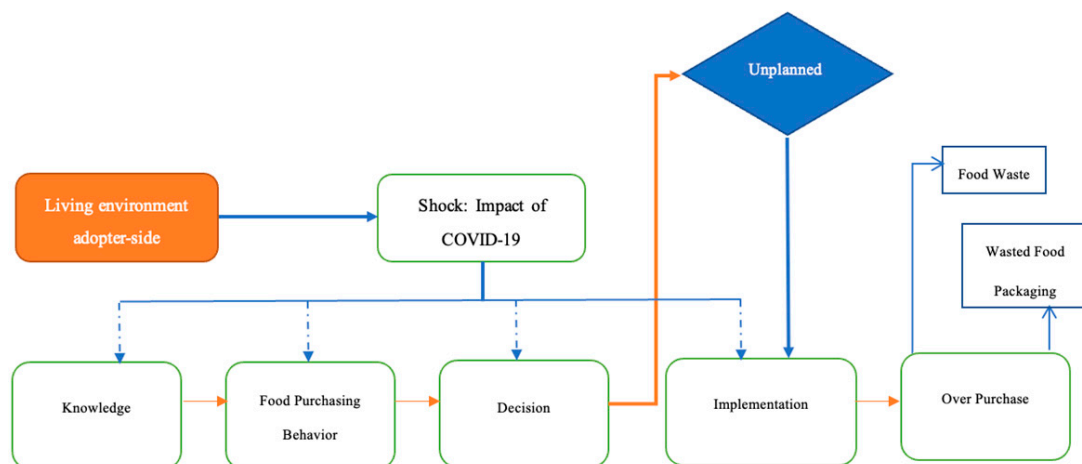 Unplanned
Food Waste
Living environment
adopter-side
Shock: Impact of
COVID-19
Wasted Food
Packaging
Knowledge
Food Purchasing
Behavior
Decision
Implementation
Over Purchase